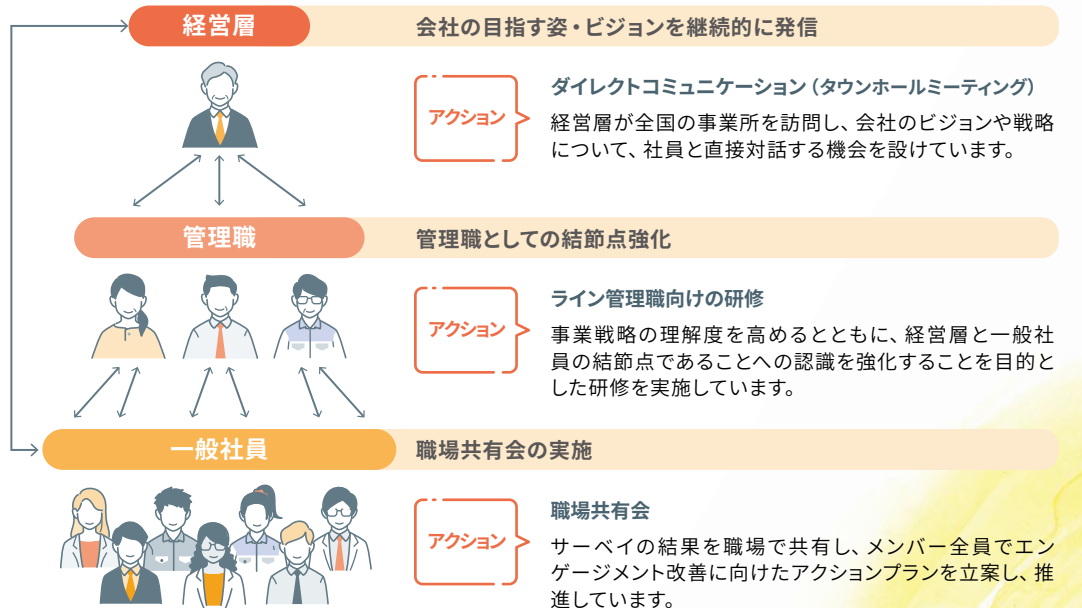 経営層
会社の目指す姿・ビジョンを継続的に発信
アクション
ダイレクトコミュニケーション（タウンホールミーティング）
経営層が全国の事業所を訪問し、会社のビジョンや戦略
について、社員と直接対話する機会を設けています。
管理職
管理職としての結節点強化
アクション
ライン管理職向けの研修
事業戦略の理解度を高めるとともに、経営層と一般社
員の結節点であることへの認識を強化することを目的と
した研修を実施しています。
一般社員
職場共有会の実施
アクション
職場共有会
サーベイの結果を職場で共有し、メンバー全員でエン
ゲージメント改善に向けたアクションプランを立案し、推
進しています。